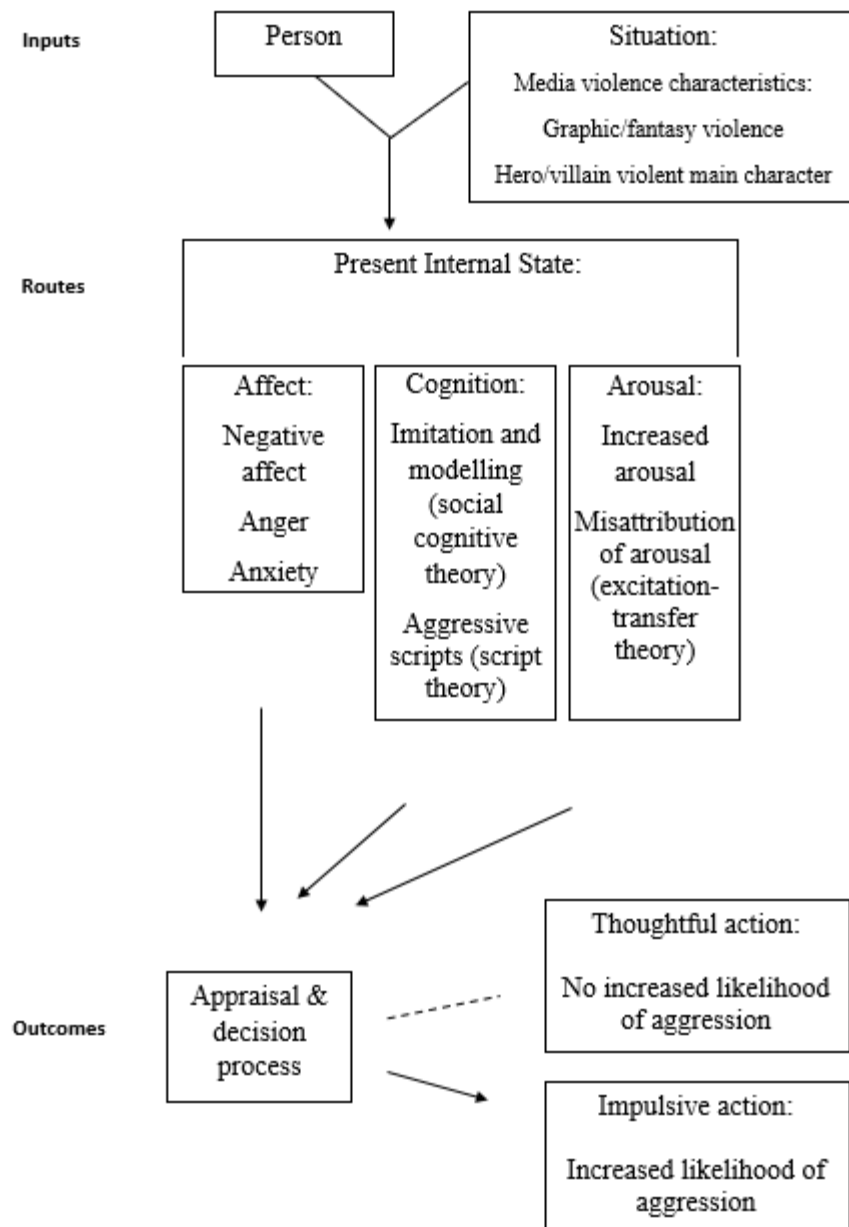 Inputs
Person
Situation:
Media violence characteristics:
Graphic/fantasy violence
Hero/villain violent main character
Routes
Present Internal State:
Affect:
Negative
affect
Anger
Anxiety
Cognition:
Imitation and
modelling
(social
cognitive
theory)
Aggressive
scripts (script
theory)
Arousal:
Increased
arousal
Misattribution
of arousal
(excitation-
transfer
theory)
Outcomes
Appraisal &
decision
process
Thoughtful action:
No increased likelihood
of aggression
Impulsive action:
Increased likelihood of
aggression